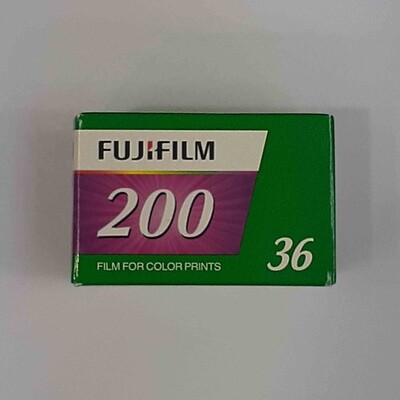 FUJIFILM
200
FILM FOR COLOR PRINTS
36